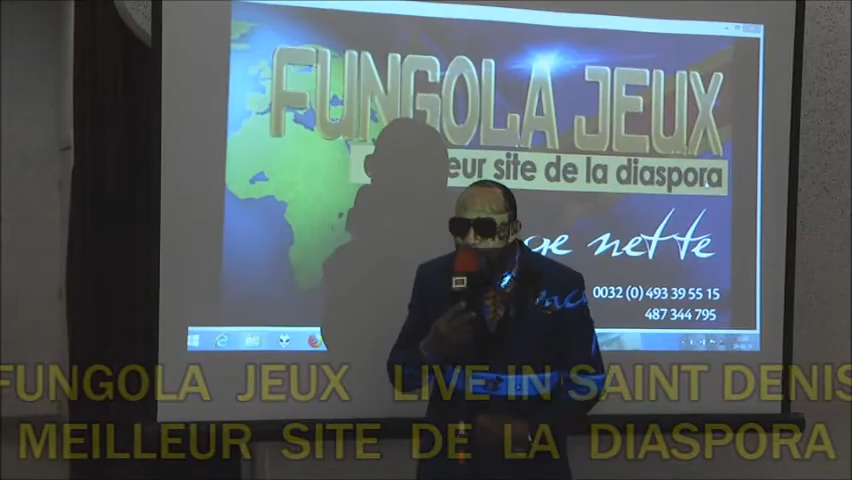 FUNGOLA JEUX
eur site de la diaspora
ge nette
0032 (0) 493 39 55 15
487 344 795
FUNGOLA JEUX LIVE IN SAINT DENIS
MEILLEUR SITE DE LA DIASPORA